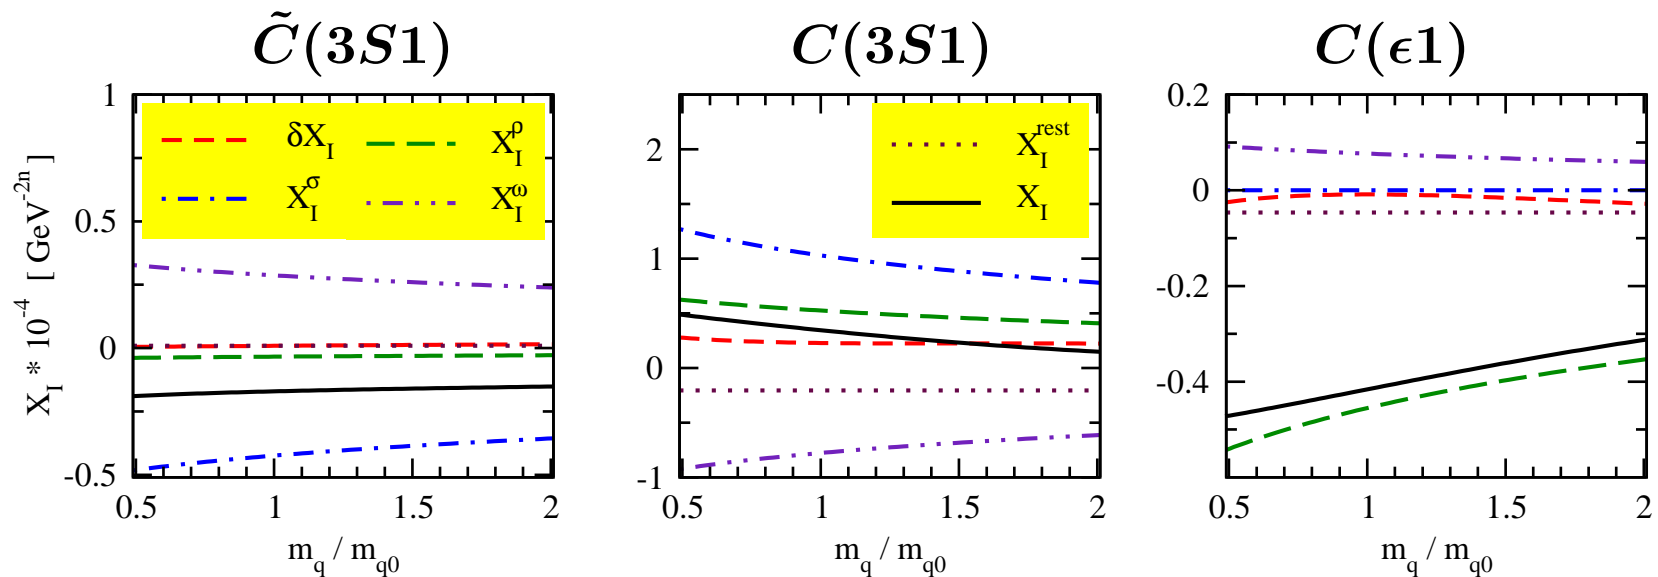 C̃(3S1) C(3S1) C(ϵ1)
X_I * 10^-4 [ GeV^-2n ]
1
0.5
0
-0.5
δX_I X_I^ρ
X_I^σ X_I^ω
0.5 1 1.5 2
m_q / m_q0
2
1
0
-1
X_I^rest
X_I
0.5 1 1.5 2
m_q / m_q0
0.2
0
-0.2
-0.4
0.5 1 1.5 2
m_q / m_q0